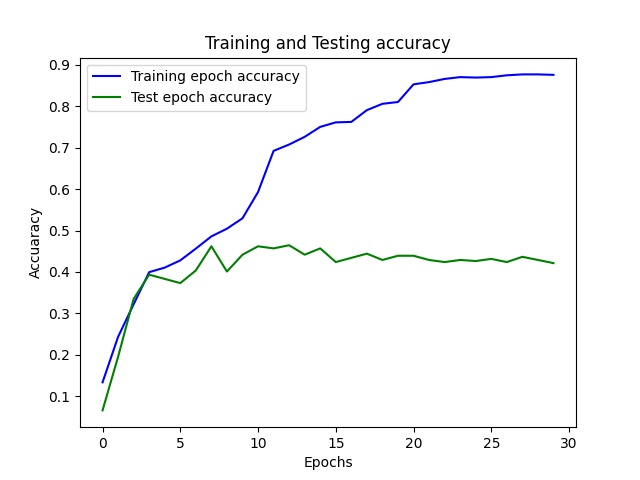 Training and Testing accuracy
0.9
0.8
0.7
0.6
0.5
0.4
0.3
0.2
0.1
Accuaracy
Training epoch accuracy
Test epoch accuracy
0 5 10 15 20 25 30
Epochs